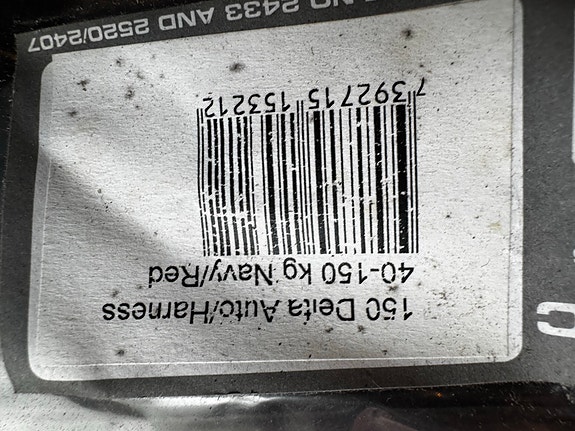 150 Delta Auto/Harness
40-150 kg Navy/Red
7 392715 153212
NO 2433 AND 2520/2407